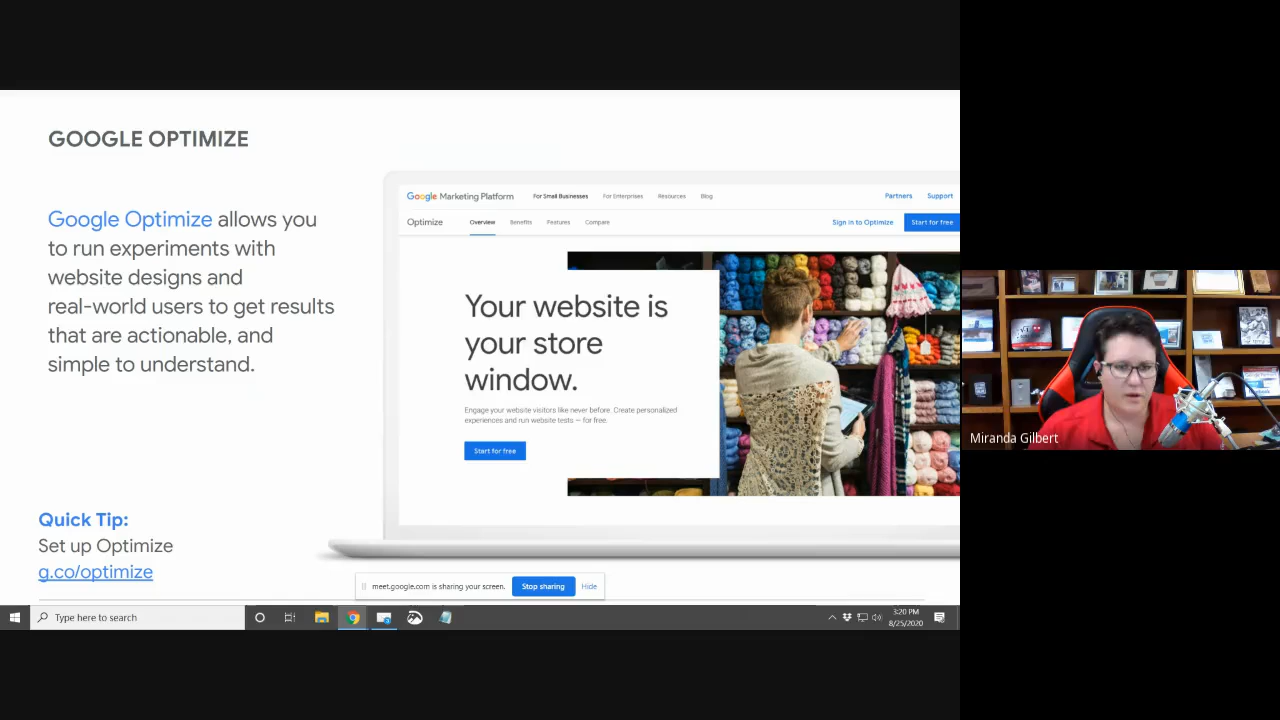 GOOGLE OPTIMIZE
Google Optimize allows you
to run experiments with
website designs and
real-world users to get results
that are actionable, and
simple to understand.
Quick Tip:
Set up Optimize
g.co/optimize
Google Marketing Platform For Small Businesses For Enterprises Resources Blog Partners Support
Optimize Overview Benefits Features Compare Sign in to Optimize Start for free
Your website is
your store
window.
Engage your website visitors like never before. Create personalized
experiences and run website tests — for free.
Start for free
meet.google.com is sharing your screen. Stop sharing Hide
Type here to search
3:20 PM
8/25/2020
Miranda Gilbert